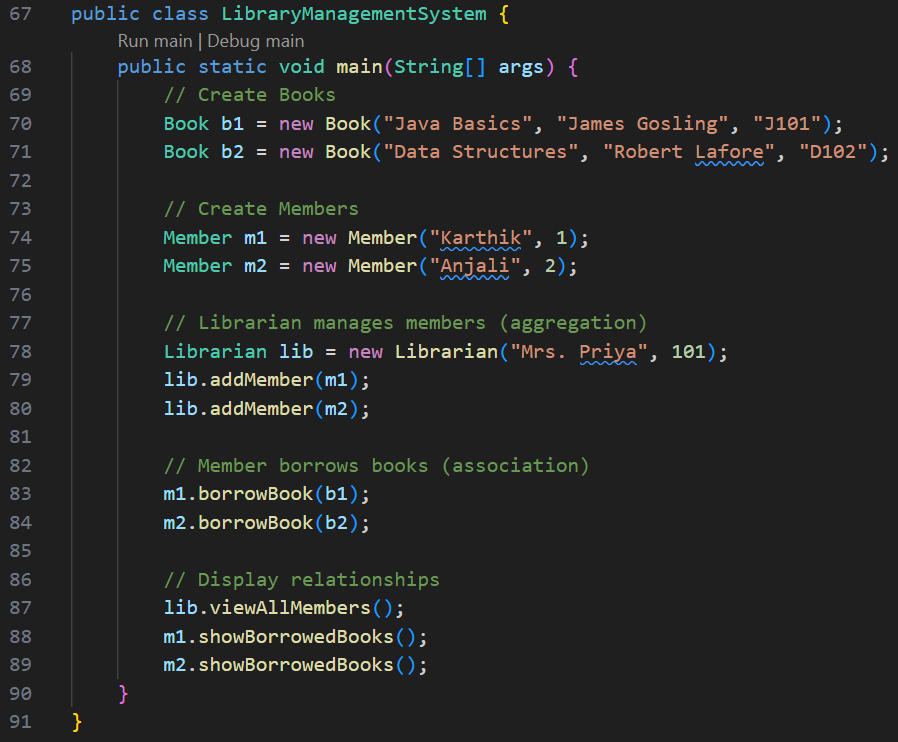 67 public class LibraryManagementSystem {
Run main | Debug main
68 public static void main(String[] args) {
69 // Create Books
70 Book b1 = new Book("Java Basics", "James Gosling", "J101");
71 Book b2 = new Book("Data Structures", "Robert Lafore", "D102");
72
73 // Create Members
74 Member m1 = new Member("Karthik", 1);
75 Member m2 = new Member("Anjali", 2);
76
77 // Librarian manages members (aggregation)
78 Librarian lib = new Librarian("Mrs. Priya", 101);
79 lib.addMember(m1);
80 lib.addMember(m2);
81
82 // Member borrows books (association)
83 m1.borrowBook(b1);
84 m2.borrowBook(b2);
85
86 // Display relationships
87 lib.viewAllMembers();
88 m1.showBorrowedBooks();
89 m2.showBorrowedBooks();
90 }
91 }